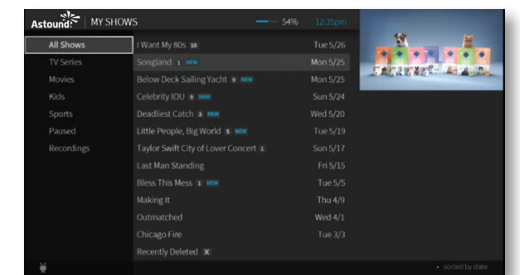 Astound MY SHOWS 54% 12:35pm
All Shows
TV Series
Movies
Kids
Sports
Paused
Recordings
I Want My 80s 10 Tue 5/26
Songland 1 NEW Mon 5/25
Below Deck Sailing Yacht 9 NEW Mon 5/25
Celebrity IOU 9 NEW Sun 5/24
Deadliest Catch 3 NEW Wed 5/20
Little People, Big World 5 NEW Tue 5/19
Taylor Swift City of Lover Concert 1 Sun 5/17
Last Man Standing Fri 5/15
Bless This Mess 1 NEW Tue 5/5
Making It Thu 4/9
Outmatched Wed 4/1
Chicago Fire Tue 3/3
Recently Deleted X
• sorted by date